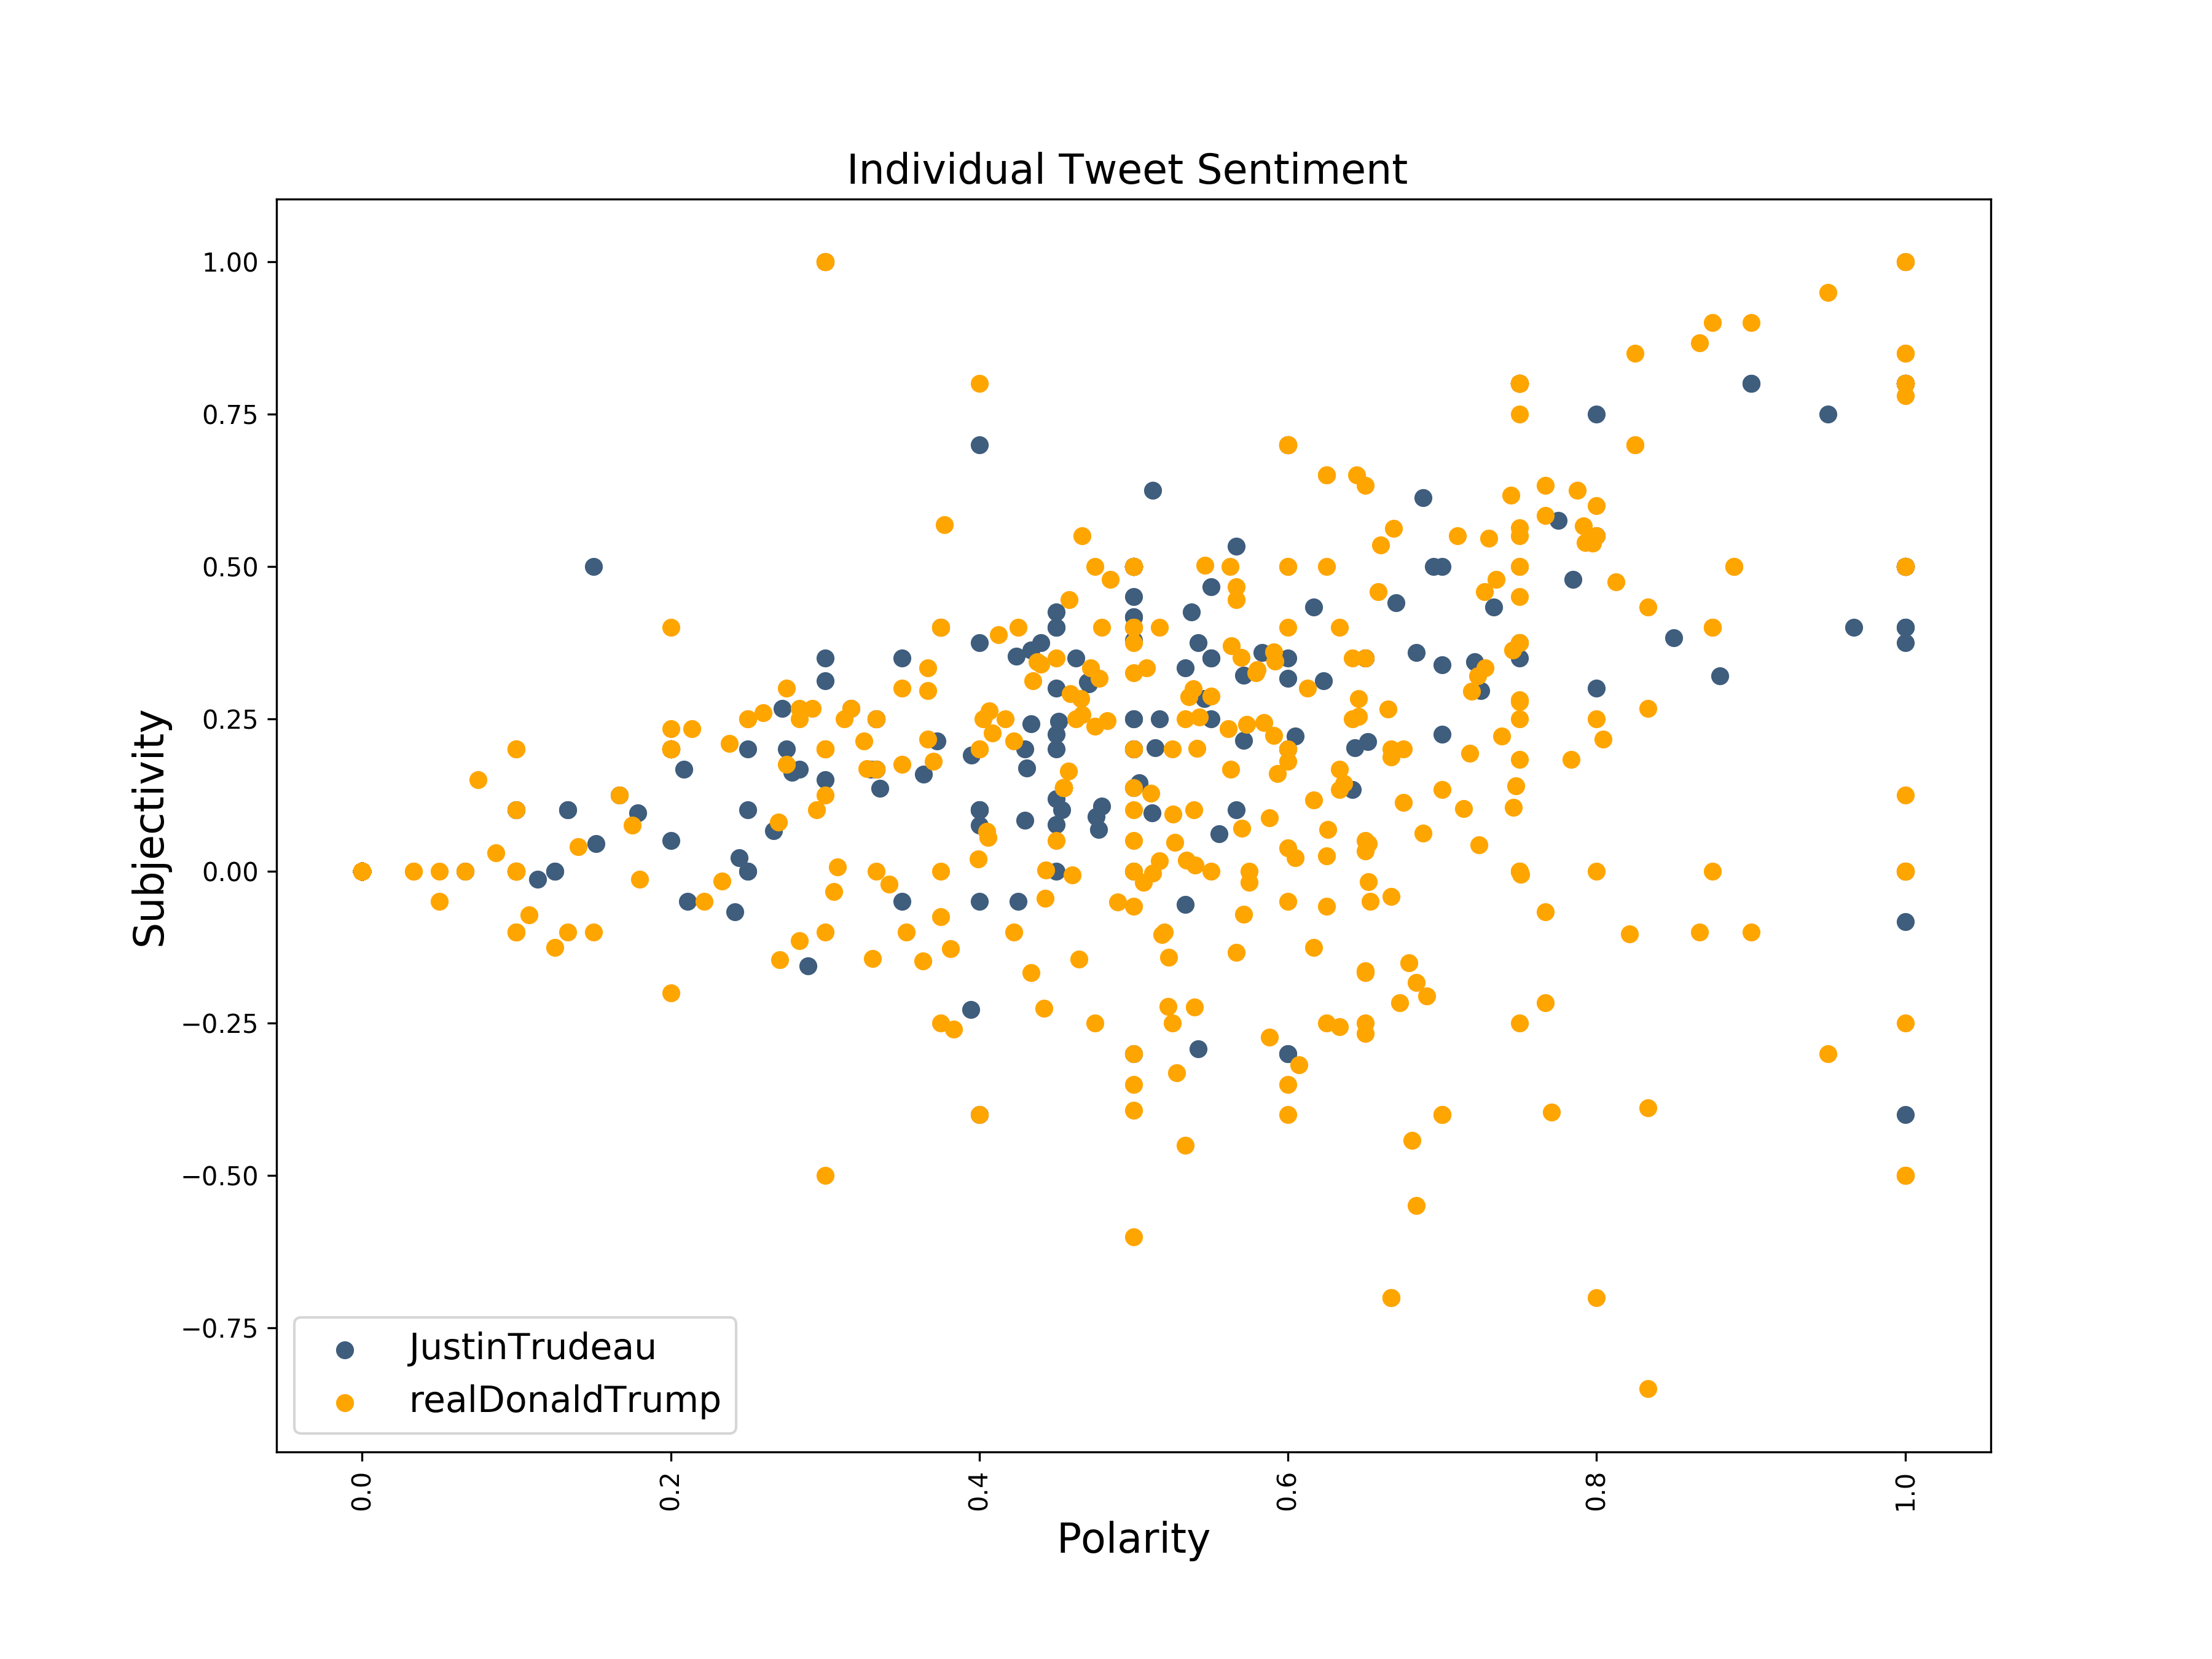 Individual Tweet Sentiment
1.00
0.75
0.50
0.25
0.00
−0.25
−0.50
−0.75
Subjectivity
JustinTrudeau
realDonaldTrump
0.0
0.2
0.4
0.6
0.8
1.0
Polarity